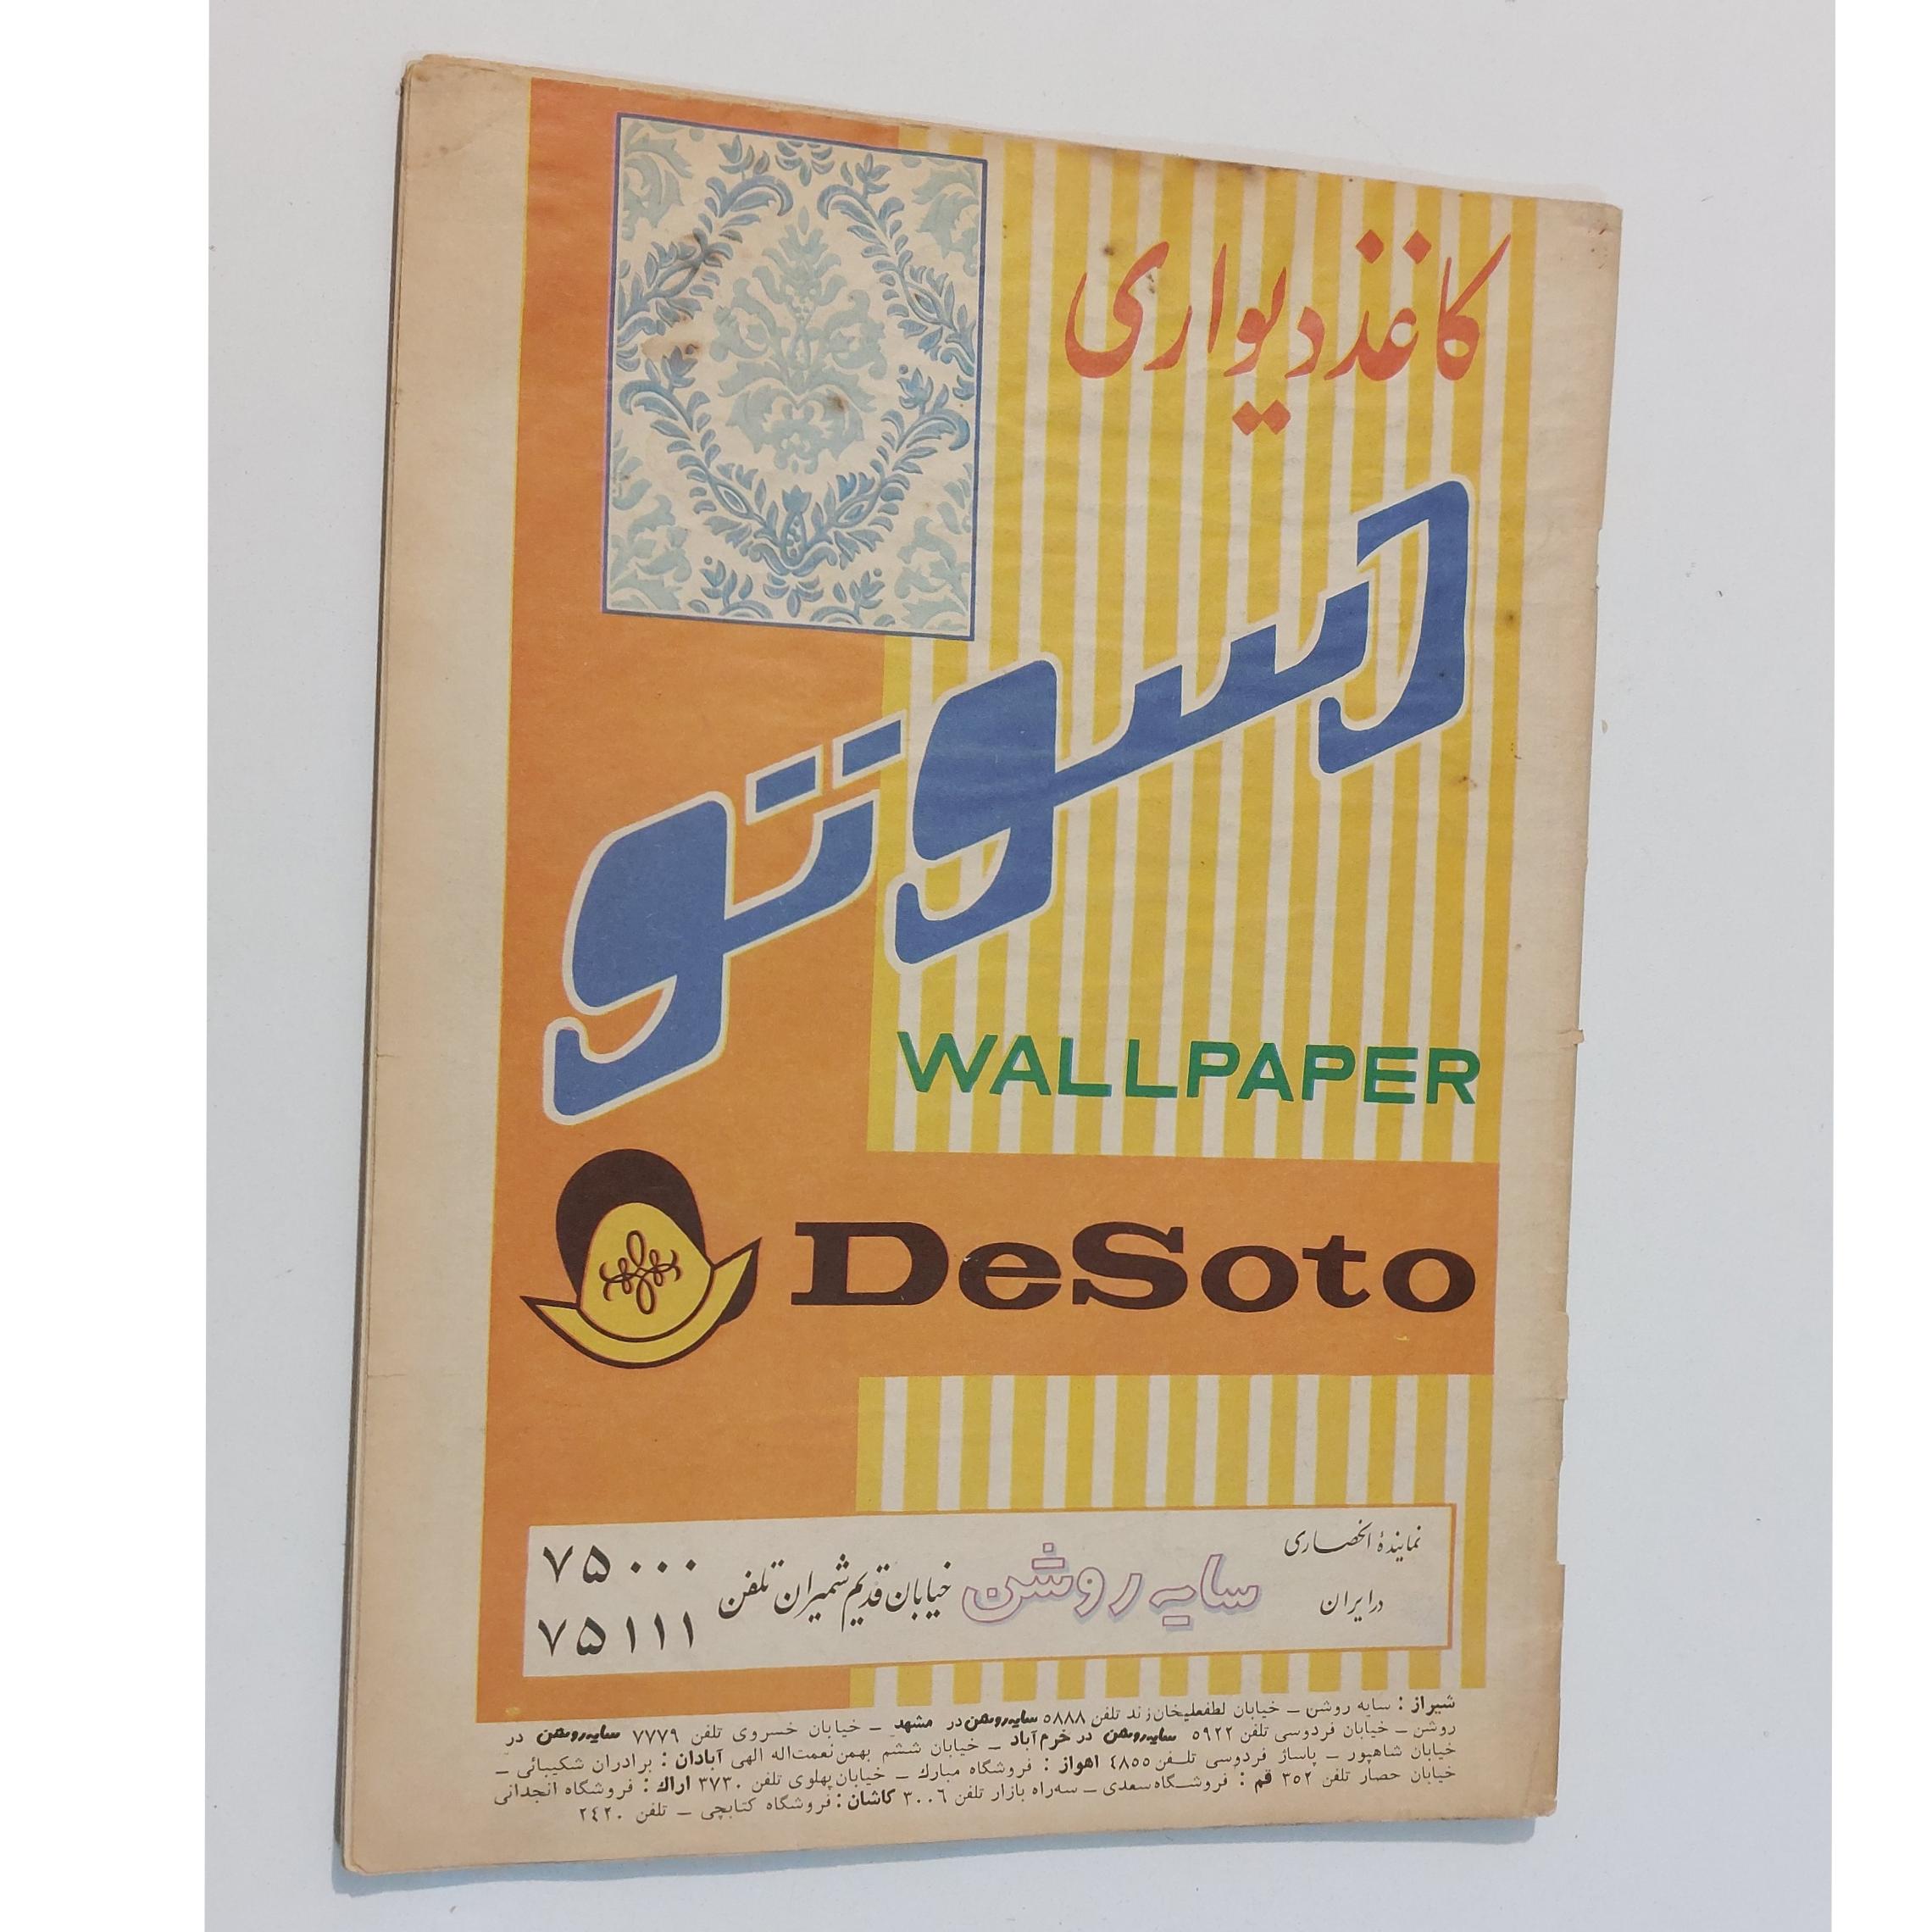 کاغذ دیواری
دسوتو
WALLPAPER
DeSoto
نمایندهٔ انحصاری
در ایران
سایه روشن
خیابان قدیم شمیران تلفن
۷۵۰۰۰
۷۵۱۱۱
شیراز : سایه روشن – خیابان لطفعلیخان زند تلفن ۵۸۸۸ سایه روشن در مشهد – خیابان خسروی تلفن ۷۷۷۹ سایه روشن در
روشن – خیابان فردوسی تلفن ۵۹۲۲ سایه روشن در خرم آباد – خیابان ششم بهمن نعمت‌اله الهی آبادان : برادران شکیبائی –
خیابان شاهپور – پاساژ فردوسی تلفن ٤٨٥٥ اهواز : فروشگاه مبارك – خیابان پهلوی تلفن ۳۷۳۰ اراك : فروشگاه انجدانی
خیابان حصار تلفن ۳۵۲ قم : فروشگاه سعدی – سه‌راه بازار تلفن ۳۰۰۶ کاشان : فروشگاه کتابچی – تلفن ۲٤۲۰